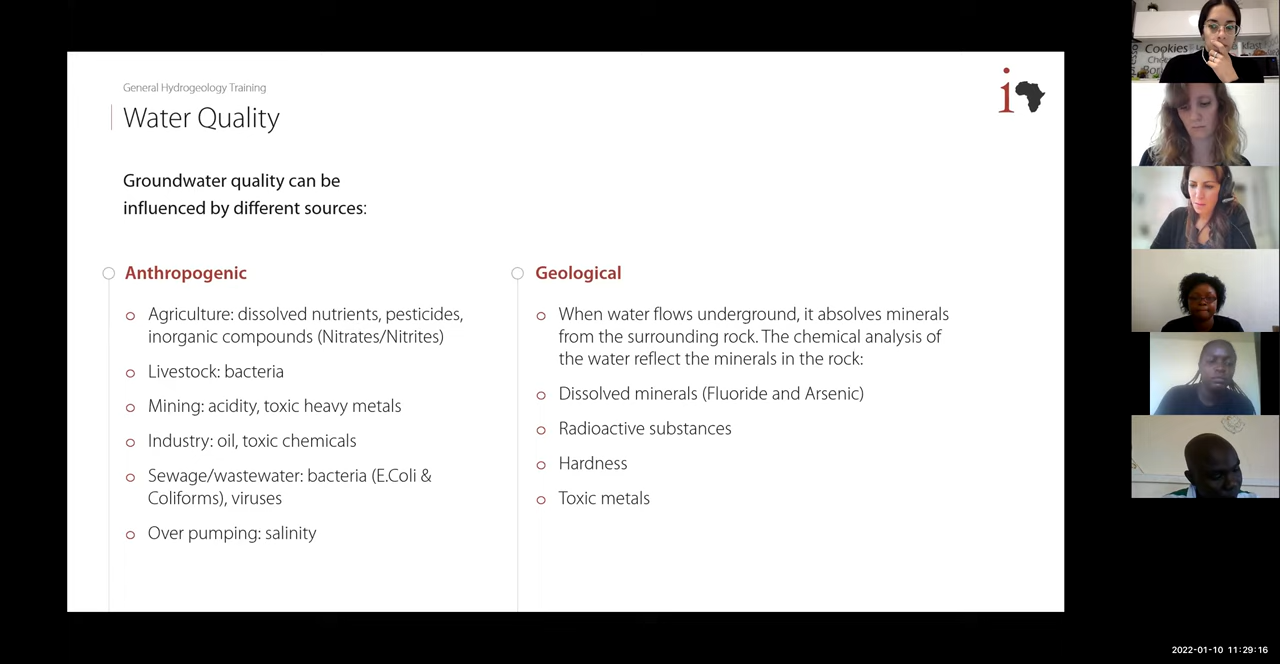 General Hydrogeology Training
Water Quality
i
Groundwater quality can be
influenced by different sources:
Anthropogenic
Agriculture: dissolved nutrients, pesticides,
inorganic compounds (Nitrates/Nitrites)
Livestock: bacteria
Mining: acidity, toxic heavy metals
Industry: oil, toxic chemicals
Sewage/wastewater: bacteria (E.Coli &
Coliforms), viruses
Over pumping: salinity
Geological
When water flows underground, it absolves minerals
from the surrounding rock. The chemical analysis of
the water reflect the minerals in the rock:
Dissolved minerals (Fluoride and Arsenic)
Radioactive substances
Hardness
Toxic metals
Cookies
2022-01-10 11:29:16